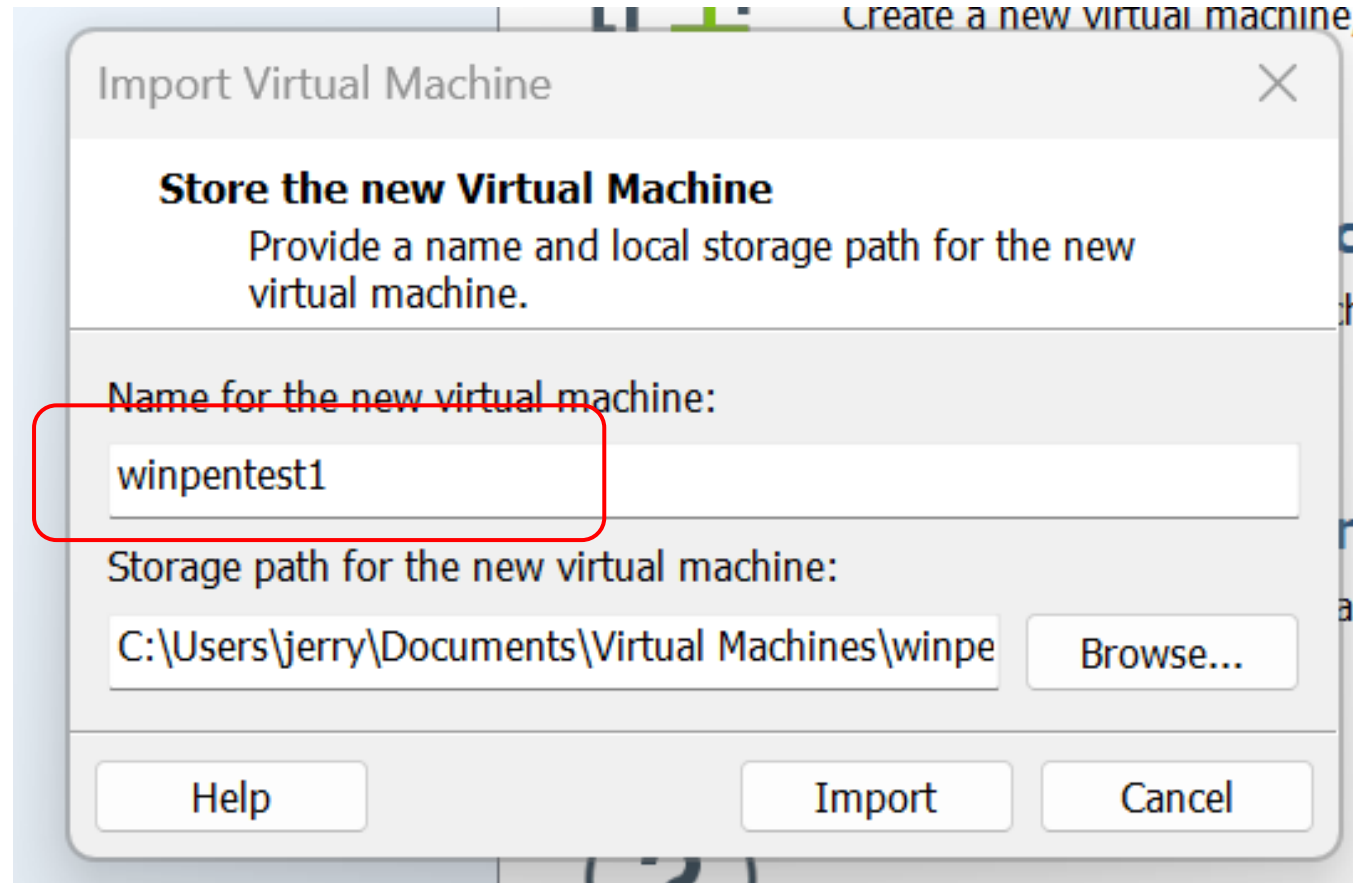 Create a new virtual machine,
Import Virtual Machine
Store the new Virtual Machine
Provide a name and local storage path for the new
virtual machine.
Name for the new virtual machine:
winpentest1
Storage path for the new virtual machine:
C:\Users\jerry\Documents\Virtual Machines\winpe
Browse...
Help
Import
Cancel